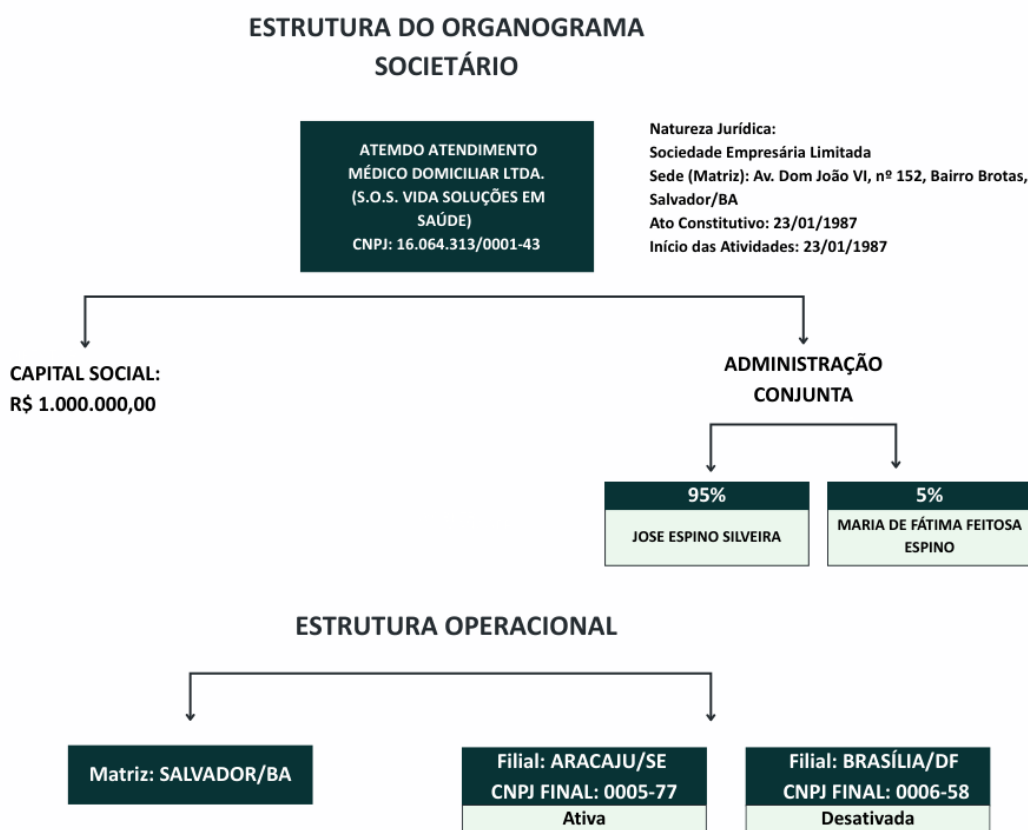 ESTRUTURA DO ORGANOGRAMA
SOCIETÁRIO
ATEMDO ATENDIMENTO
MÉDICO DOMICILIAR LTDA.
(S.O.S. VIDA SOLUÇÕES EM
SAÚDE)
CNPJ: 16.064.313/0001-43
Natureza Jurídica:
Sociedade Empresária Limitada
Sede (Matriz): Av. Dom João VI, nº 152, Bairro Brotas,
Salvador/BA
Ato Constitutivo: 23/01/1987
Início das Atividades: 23/01/1987
CAPITAL SOCIAL:
R$ 1.000.000,00
ADMINISTRAÇÃO
CONJUNTA
95%
JOSE ESPINO SILVEIRA
5%
MARIA DE FÁTIMA FEITOSA
ESPINO
ESTRUTURA OPERACIONAL
Matriz: SALVADOR/BA
Filial: ARACAJU/SE
CNPJ FINAL: 0005-77
Ativa
Filial: BRASÍLIA/DF
CNPJ FINAL: 0006-58
Desativada